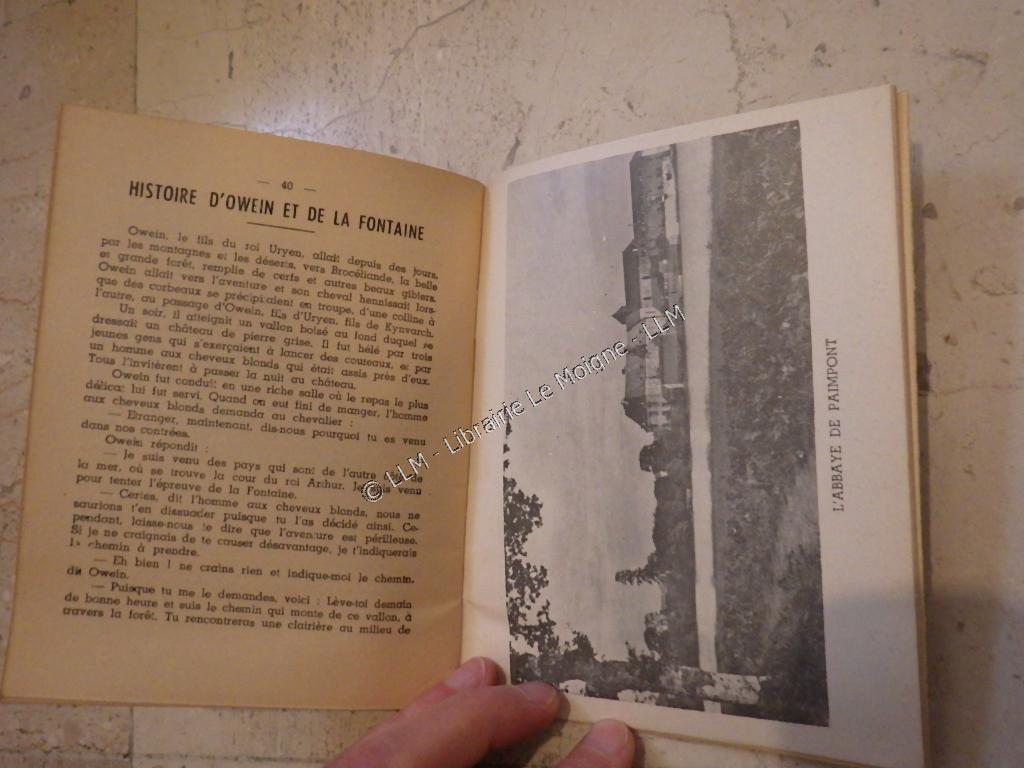 — 40 —
HISTOIRE D'OWEIN ET DE LA FONTAINE
Owein, le fils du roi Uryen, allait depuis des jours,
par les montagnes et les déserts, vers Brocéliande, la belle
et grande forêt, remplie de cerfs et autres beaux gibiers.
Owein allait vers l'aventure et son cheval hennissait lors-
que des corbeaux se précipitaient en troupe, d'une colline à
l'autre, au passage d'Owein, fils d'Uryen, fils de Kynvarch.
Un soir, il atteignit un vallon boisé au fond duquel se
dressait un château de pierre grise. Il fut hélé par trois
jeunes gens qui s'exerçaient à lancer des couteaux, et par
un homme aux cheveux blonds qui était assis près d'eux.
Tous l'invitèrent à passer la nuit au château.
Owein fut conduit en une riche salle où le repas le plus
délicat lui fut servi. Quand on eut fini de manger, l'homme
aux cheveux blonds demanda au chevalier :
— Etranger, maintenant, dis-nous pourquoi tu es venu
dans nos contrées.
Owein répondit :
— Je suis venu des pays qui sont de l'autre de
la mer, où se trouve la cour du roi Arthur. Je suis venu
pour tenter l'épreuve de la Fontaine.
— Certes, dit l'homme aux cheveux blonds, nous ne
saurions t'en dissuader puisque tu l'as décidé ainsi. Ce-
pendant, laisse-nous te dire que l'aventure est périlleuse.
Si je ne craignais de te causer désavantage, je t'indiquerais
le chemin à prendre.
— Eh bien ! ne crains rien et indique-moi le chemin,
dit Owein.
— Puisque tu me le demandes, voici : Lève-toi demain
de bonne heure et suis le chemin qui monte de ce vallon, à
travers la forêt. Tu rencontreras une clairière au milieu de
L'ABBAYE DE PAIMPONT
© LLM - Librairie Le Moigne - LLM